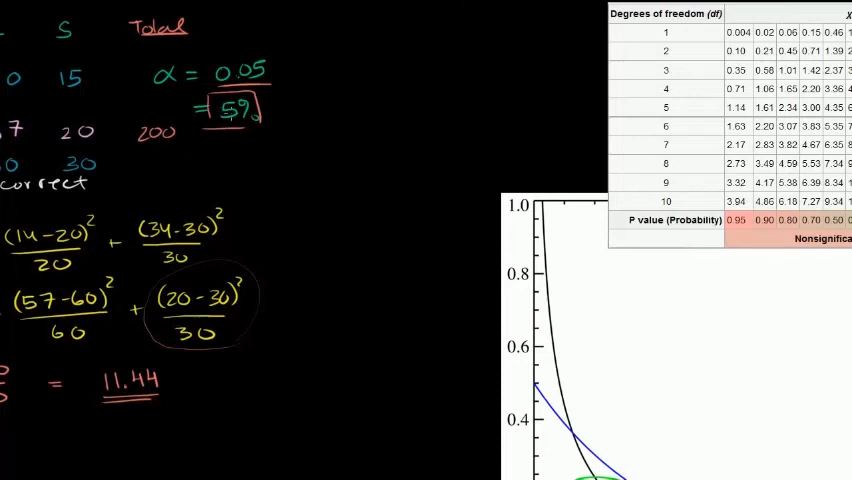 S Total
0 15 α = 0.05
= 5%
7 20 200
0 30
correct
(14-20)² / 20 + (34-30)² / 30
(57-60)² / 60 + (20-30)² / 30
= 11.44
Degrees of freedom (df)
1 0.004 0.02 0.06 0.15 0.46
2 0.10 0.21 0.45 0.71 1.39
3 0.35 0.58 1.01 1.42 2.37
4 0.71 1.06 1.65 2.20 3.36
5 1.14 1.61 2.34 3.00 4.35
6 1.63 2.20 3.07 3.83 5.35
7 2.17 2.83 3.82 4.67 6.35
8 2.73 3.49 4.59 5.53 7.34
9 3.32 4.17 5.38 6.39 8.34
10 3.94 4.86 6.18 7.27 9.34
P value (Probability) 0.95 0.90 0.80 0.70 0.50
Nonsignifica
1.0
0.8
0.6
0.4